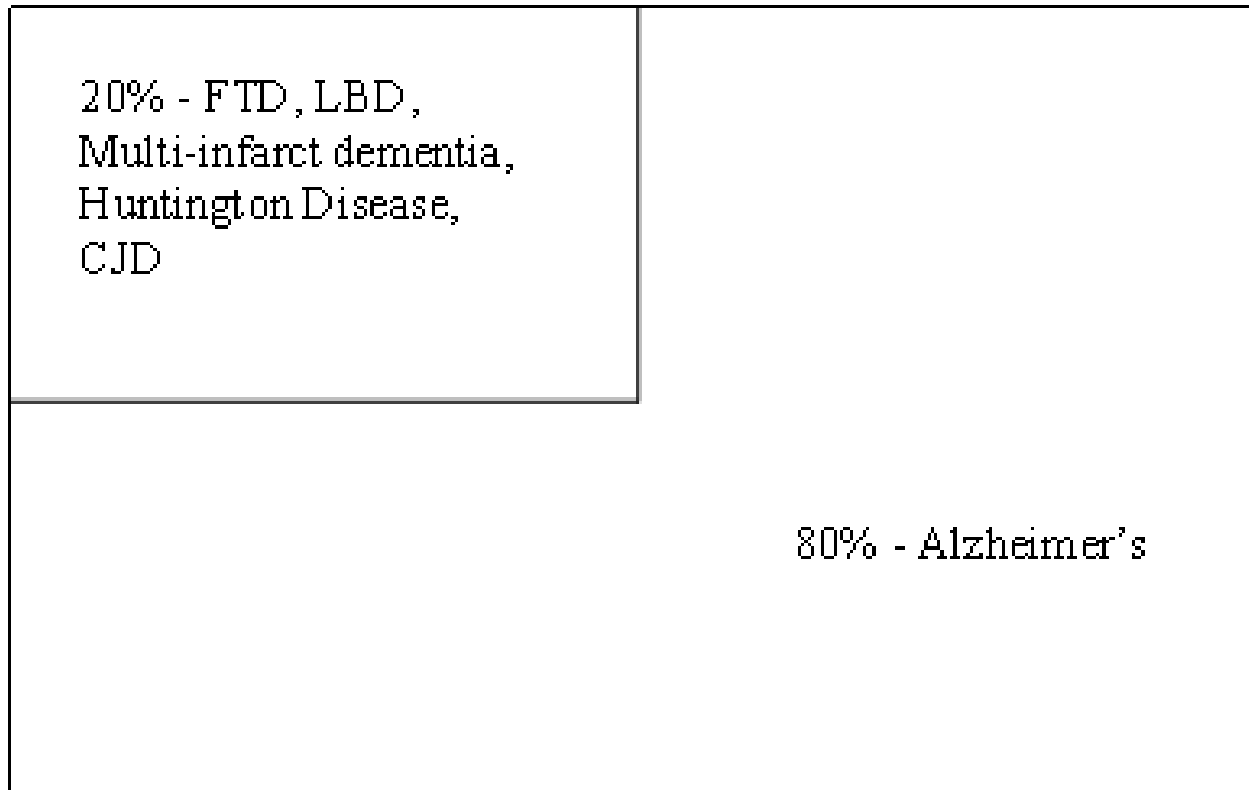 20% - FTD, LBD,
Multi-infarct dementia,
Huntington Disease,
CJD
80% - Alzheimer’s